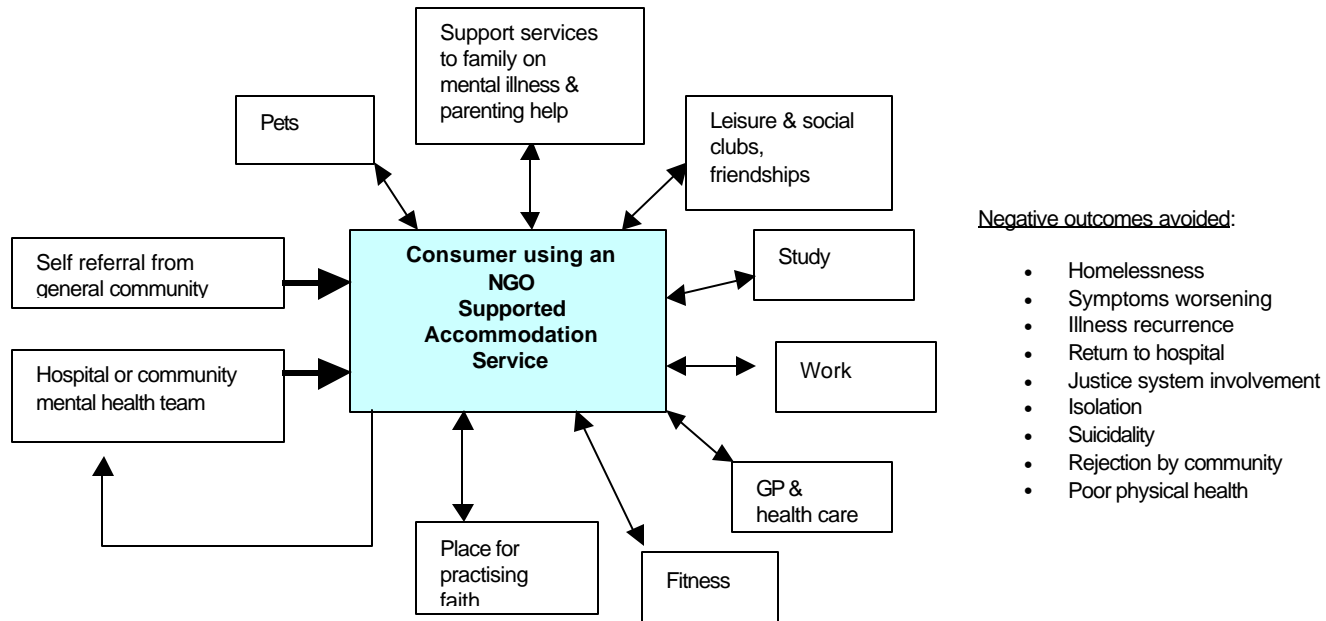 Support services
to family on
mental illness &
parenting help
Pets
Leisure & social
clubs,
friendships
Negative outcomes avoided:
Self referral from
general community
Consumer using an
NGO
Supported
Accommodation
Service
Study
• Homelessness
• Symptoms worsening
• Illness recurrence
• Return to hospital
• Justice system involvement
• Isolation
• Suicidality
• Rejection by community
• Poor physical health
Hospital or community
mental health team
Work
GP &
health care
Place for
practising
faith
Fitness